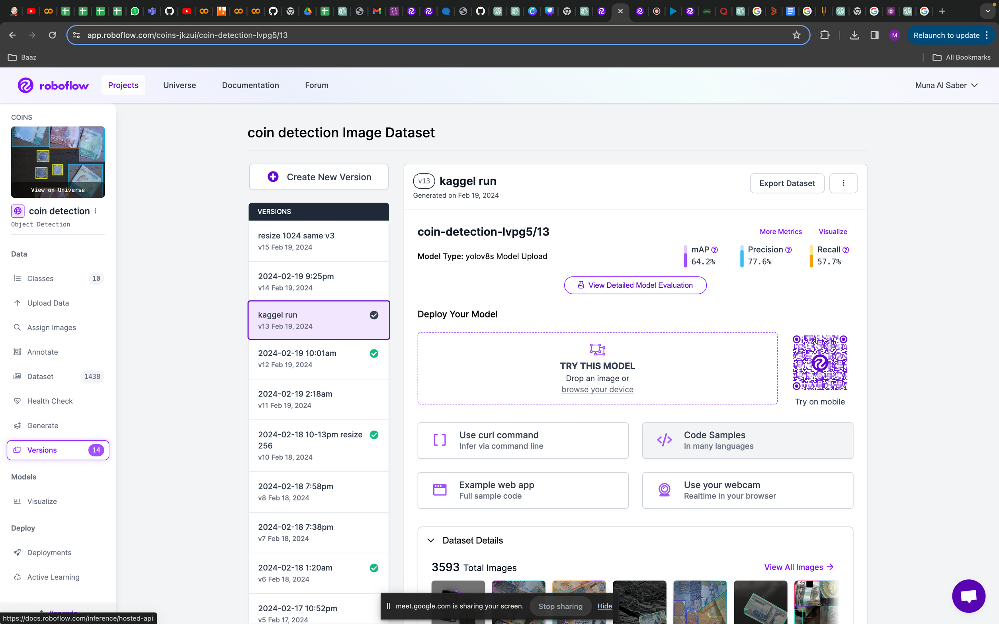 app.roboflow.com/coins-jkzui/coin-detection-lvpg5/13
Relaunch to update
M
Baaz
All Bookmarks
roboflow
Projects
Universe
Documentation
Forum
Muna Al Saber
COINS
View on Universe
coin detection
Object Detection
Data
Classes
10
Upload Data
Assign Images
Annotate
Dataset
1438
Health Check
Generate
Versions
14
Models
Visualize
Deploy
Deployments
Active Learning
Upgrade
https://docs.roboflow.com/inference/hosted-api
coin detection Image Dataset
Create New Version
VERSIONS
resize 1024 same v3
v15 Feb 19, 2024
2024-02-19 9:25pm
v14 Feb 19, 2024
kaggel run
v13 Feb 19, 2024
2024-02-19 10:01am
v12 Feb 19, 2024
2024-02-19 2:18am
v11 Feb 19, 2024
2024-02-18 10-13pm resize
256
v10 Feb 18, 2024
2024-02-18 7:58pm
v8 Feb 18, 2024
2024-02-18 7:38pm
v7 Feb 18, 2024
2024-02-18 1:20am
v6 Feb 18, 2024
2024-02-17 10:52pm
v5 Feb 17, 2024
v13 kaggel run
Generated on Feb 19, 2024
Export Dataset
coin-detection-lvpg5/13
More Metrics
Visualize
Model Type: yolov8s Model Upload
mAP
64.2%
Precision
77.6%
Recall
57.7%
View Detailed Model Evaluation
Deploy Your Model
TRY THIS MODEL
Drop an image or
browse your device
Try on mobile
Use curl command
Infer via command line
Code Samples
In many languages
Example web app
Full sample code
Use your webcam
Realtime in your browser
Dataset Details
3593 Total Images
View All Images
meet.google.com is sharing your screen.
Stop sharing
Hide